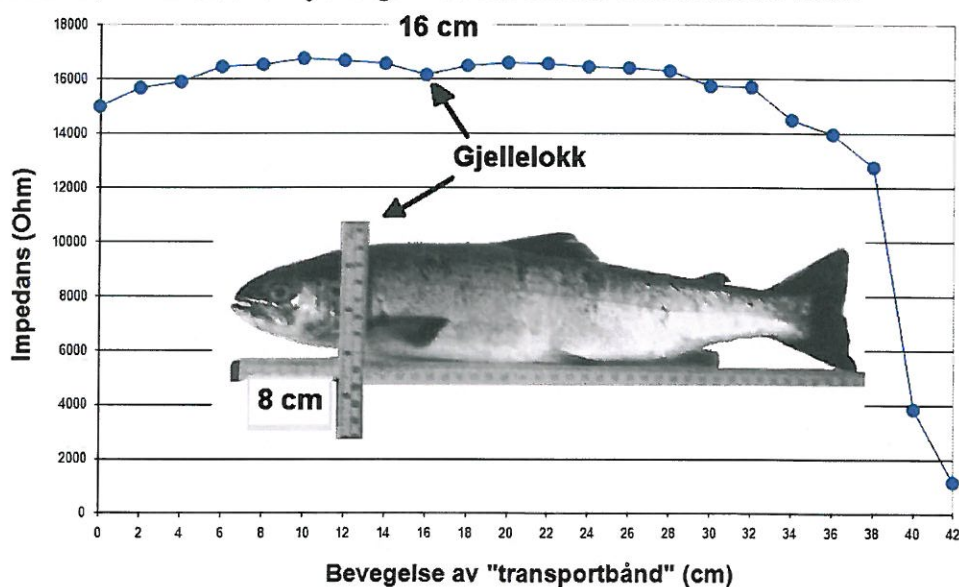 16 cm
18000
16000
14000
12000
10000
8000
6000
4000
2000
0
Impedans (Ohm)
Gjellelokk
8 cm
0 2 4 6 8 10 12 14 16 18 20 22 24 26 28 30 32 34 36 38 40 42
Bevegelse av "transportbånd" (cm)